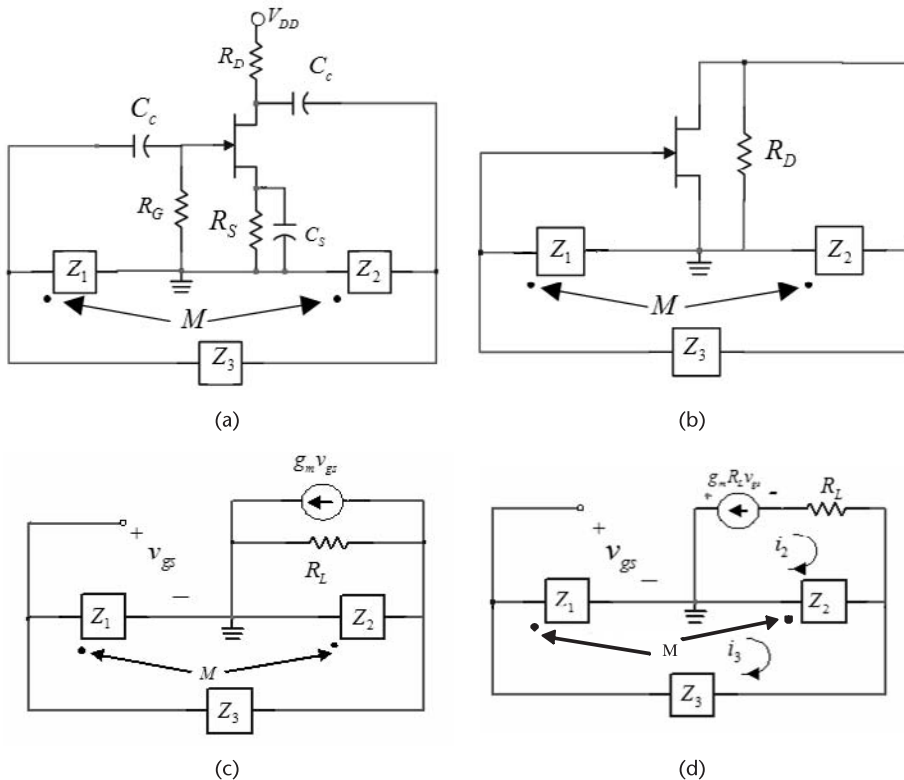 V_DD
R_D
C_c
C_c
R_G
R_S
C_s
Z_1
Z_2
M
Z_3
(a)
R_D
Z_1
Z_2
M
Z_3
(b)
g_m v_gs
+
v_gs
−
R_L
Z_1
Z_2
M
Z_3
(c)
g_m R_L v_gs
+ -
R_L
+
v_gs
−
i_2
Z_1
Z_2
M
i_3
Z_3
(d)